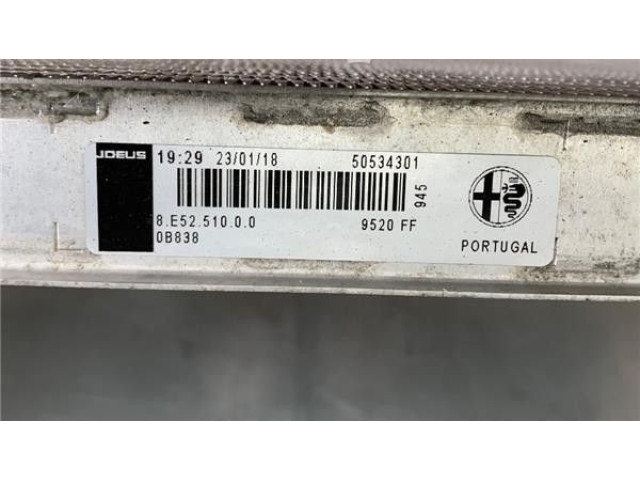 JDEUS 19:29 23/01/18 50534301
945
8.E52.510.0.0 9520 FF
0B838
PORTUGAL